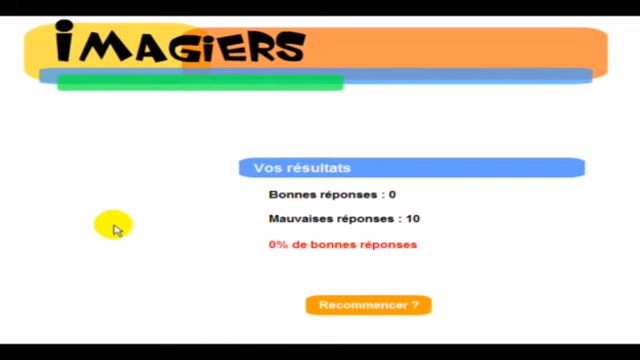 iMAGiERS
Vos résultats
Bonnes réponses : 0
Mauvaises réponses : 10
0% de bonnes réponses
Recommencer ?